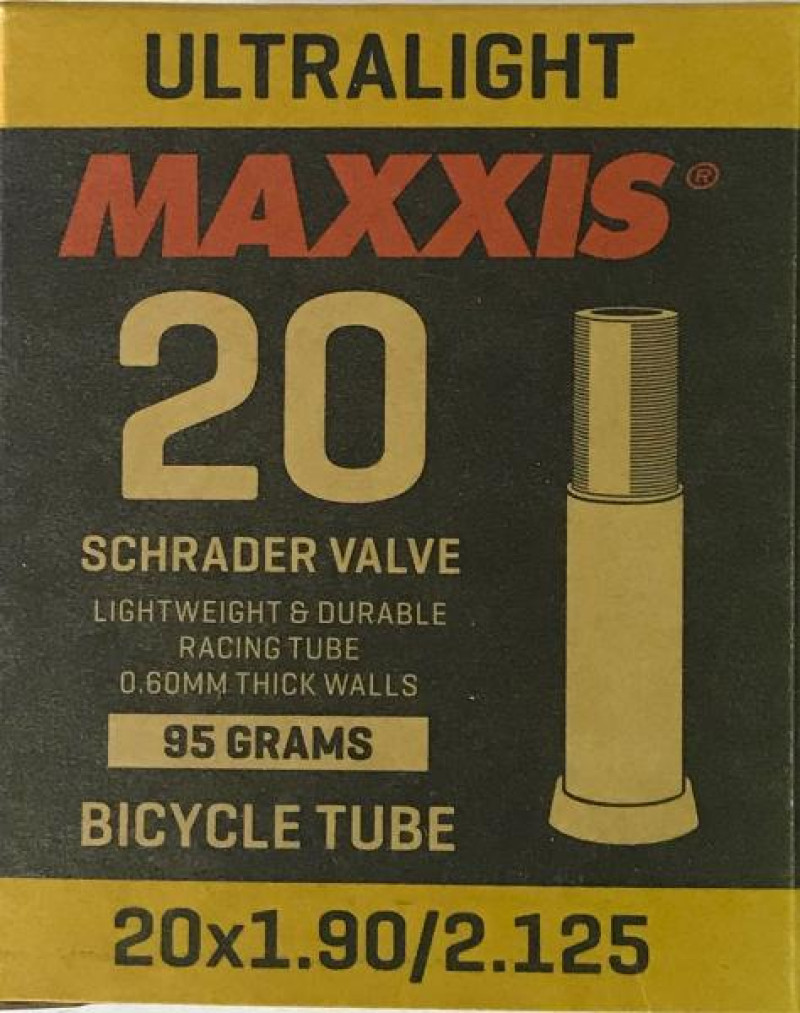 ULTRALIGHT
MAXXIS®
20
SCHRADER VALVE
LIGHTWEIGHT & DURABLE
RACING TUBE
0.60MM THICK WALLS
95 GRAMS
BICYCLE TUBE
20x1.90/2.125